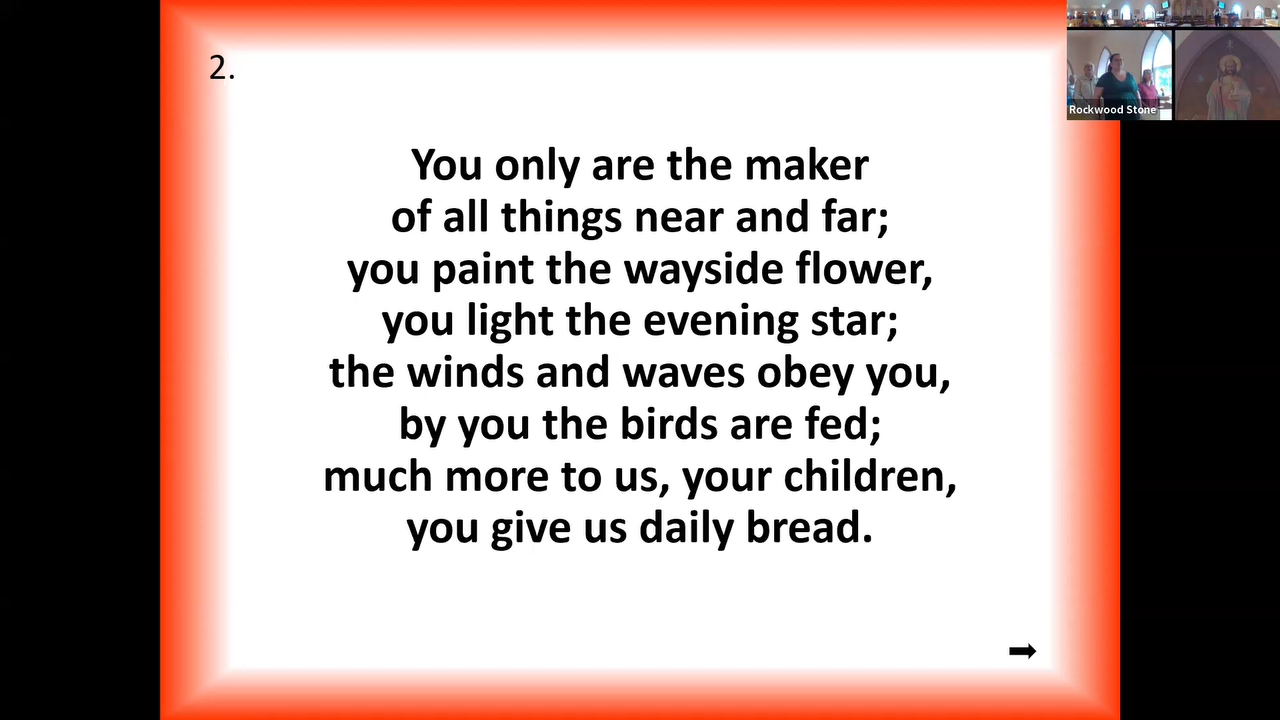 2.
You only are the maker
of all things near and far;
you paint the wayside flower,
you light the evening star;
the winds and waves obey you,
by you the birds are fed;
much more to us, your children,
you give us daily bread.
Rockwood Stone